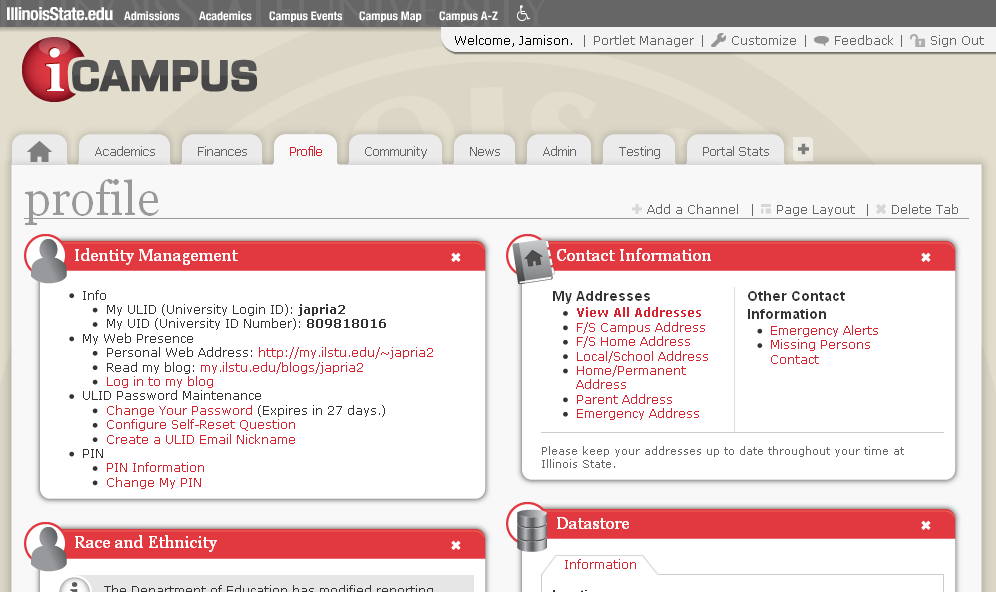 IllinoisState.edu Admissions Academics Campus Events Campus Map Campus A-Z
Welcome, Jamison. | Portlet Manager | Customize | Feedback | Sign Out
iCAMPUS
Academics Finances Profile Community News Admin Testing Portal Stats
profile
Add a Channel | Page Layout | Delete Tab
Identity Management
• Info
• My ULID (University Login ID): japria2
• My UID (University ID Number): 809818016
• My Web Presence
• Personal Web Address: http://my.ilstu.edu/~japria2
• Read my blog: my.ilstu.edu/blogs/japria2
• Log in to my blog
• ULID Password Maintenance
• Change Your Password (Expires in 27 days.)
• Configure Self-Reset Question
• Create a ULID Email Nickname
• PIN
• PIN Information
• Change My PIN
Contact Information
My Addresses
• View All Addresses
• F/S Campus Address
• F/S Home Address
• Local/School Address
• Home/Permanent
Address
• Parent Address
• Emergency Address
Other Contact
Information
• Emergency Alerts
• Missing Persons
Contact
Please keep your addresses up to date throughout your time at
Illinois State.
Race and Ethnicity
The Department of Education has modified reporting
Datastore
Information